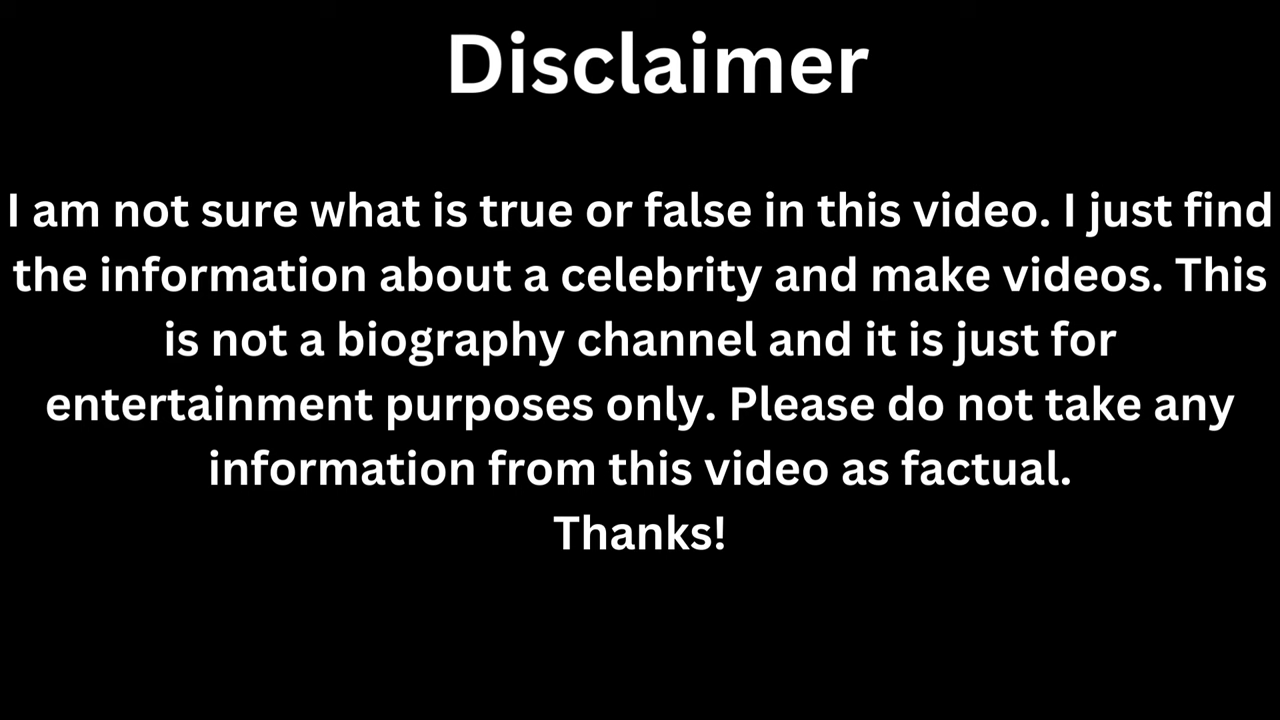 Disclaimer
I am not sure what is true or false in this video. I just find
the information about a celebrity and make videos. This
is not a biography channel and it is just for
entertainment purposes only. Please do not take any
information from this video as factual.
Thanks!